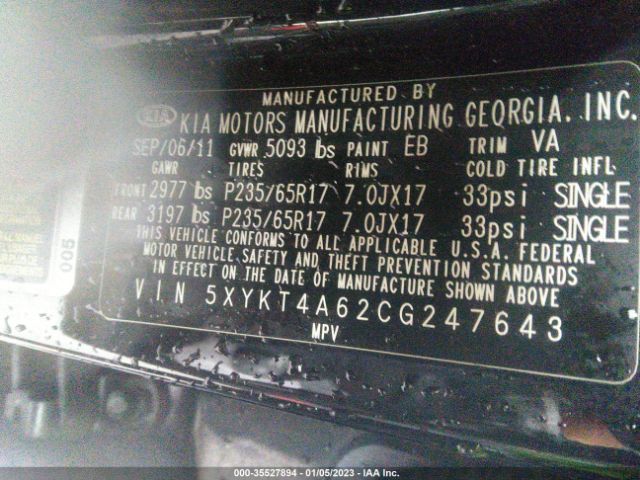 MANUFACTURED BY
KIA KIA MOTORS MANUFACTURING GEORGIA. INC.
SEP/06/11 GVWR 5093 lbs PAINT EB TRIM VA
GAWR TIRES RIMS COLD TIRE INFL
FRONT 2977 lbs P235/65R17 7.0JX17 33psi SINGLE
REAR 3197 lbs P235/65R17 7.0JX17 33psi SINGLE
THIS VEHICLE CONFORMS TO ALL APPLICABLE U.S.A. FEDERAL
MOTOR VEHICLE SAFETY AND THEFT PREVENTION STANDARDS
IN EFFECT ON THE DATE OF MANUFACTURE SHOWN ABOVE
VIN 5XYKT4A62CG247643
MPV
005
000-35527894 - 01/05/2023 - IAA Inc.